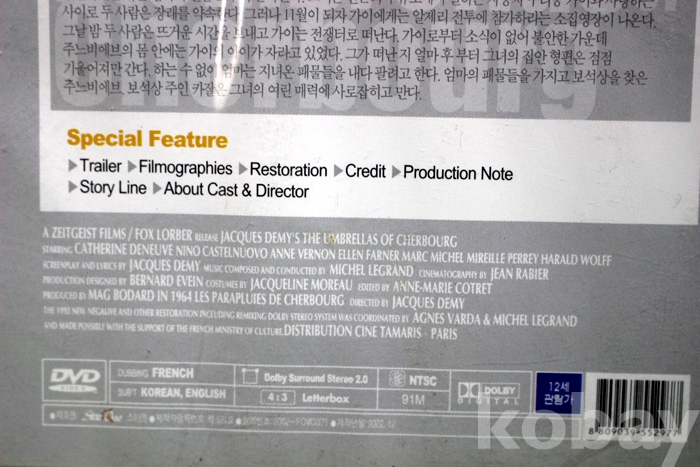 사이로 두 사람은 장래를 약속한다. 그러나 11월이 되자 가이에게는 알제리 전투에 참가하라는 소집영장이 나온다.
그날 밤 두 사람은 뜨거운 시간을 보내고 가이는 전쟁터로 떠난다. 가이로부터 소식이 없어 불안한 가운데
주느비에브의 몸 안에는 가이의 아이가 자라고 있었다. 그가 떠난 지 얼마 후부터 그녀의 집안 형편은 점점
기울어지만 간다. 하는 수 없이 엄마는 지녀온 패물들을 내다 팔려고 한다. 엄마의 패물들을 가지고 보석상을 찾은
쥬느비에브. 보석상 주인 카잘은 그녀의 여린 매력에 사로잡히고 만다.
cherbourg
Special Feature
▶Trailer ▶Filmographies ▶Restoration ▶Credit ▶Production Note
▶Story Line ▶About Cast & Director
A ZEITGEIST FILMS / FOX LORBER RELEASE JACQUES DEMY'S THE UMBRELLAS OF CHERBOURG
STARRING CATHERINE DENEUVE NINO CASTELNUOVO ANNE VERNON ELLEN FARNER MARC MICHEL MIREILLE PERREY HARALD WOLFF
SCREENPLAY AND LYRICS BY JACQUES DEMY MUSIC COMPOSED AND CONDUCTED BY MICHEL LEGRAND CINEMATOGRAPHY BY JEAN RABIER
PRODUCTION DESIGNED BY BERNARD EVEIN COSTUMES BY JACQUELINE MOREAU EDITED BY ANNE-MARIE COTRET
PRODUCED BY MAG BODARD IN 1964 LES PARAPLUIES DE CHERBOURG DIRECTED BY JACQUES DEMY
THE 1992 NEW NEGALIVE AND OTHER RESTORATION INCLUDING REMIXING DOLBY STEREO SYSTEM WAS COORDINATED BY AGNES VARDA & MICHEL LEGRAND
AND MADE POSSIBLE WITH THE SUPPORT OF THE FRENCH MINISTRY OF CULTURE. DISTRIBUTION CINE TAMARIS - PARIS
DVD VIDEO
DUBBING FRENCH
SUB'T KOREAN, ENGLISH
Dolby Surround Stereo 2.0
4:3 Letterbox
NTSC
91M
DOLBY DIGITAL
12세 관람가
8 809039 552977
kobay